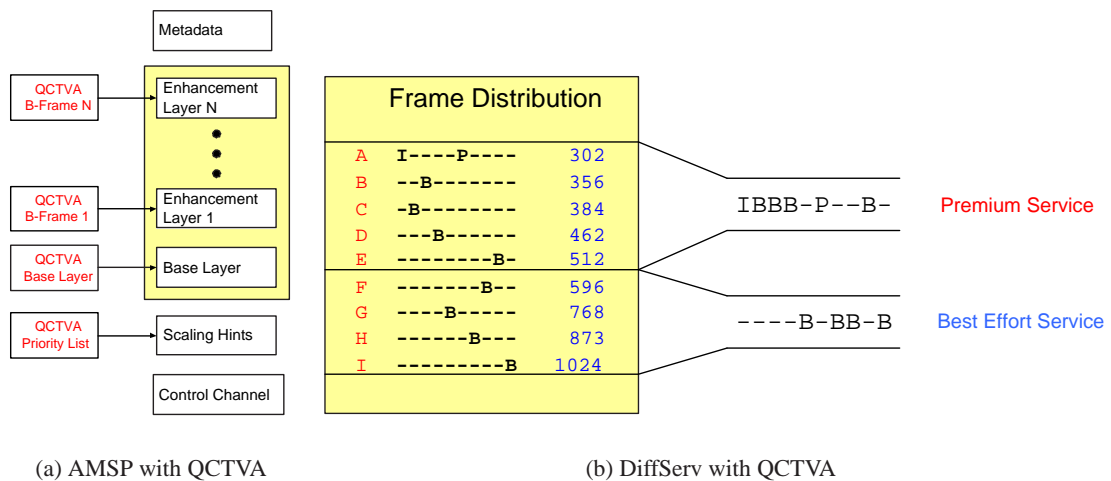 Metadata
QCTVA
B-Frame N
Enhancement
Layer N
QCTVA
B-Frame 1
Enhancement
Layer 1
QCTVA
Base Layer
Base Layer
QCTVA
Priority List
Scaling Hints
Control Channel
(a) AMSP with QCTVA
Frame Distribution
A I----P---- 302
B --B------- 356
C -B-------- 384
D ---B------ 462
E --------B- 512
F -------B-- 596
G ----B----- 768
H ------B--- 873
I ---------B 1024
IBBB-P--B- Premium Service
----B-BB-B Best Effort Service
(b) DiffServ with QCTVA